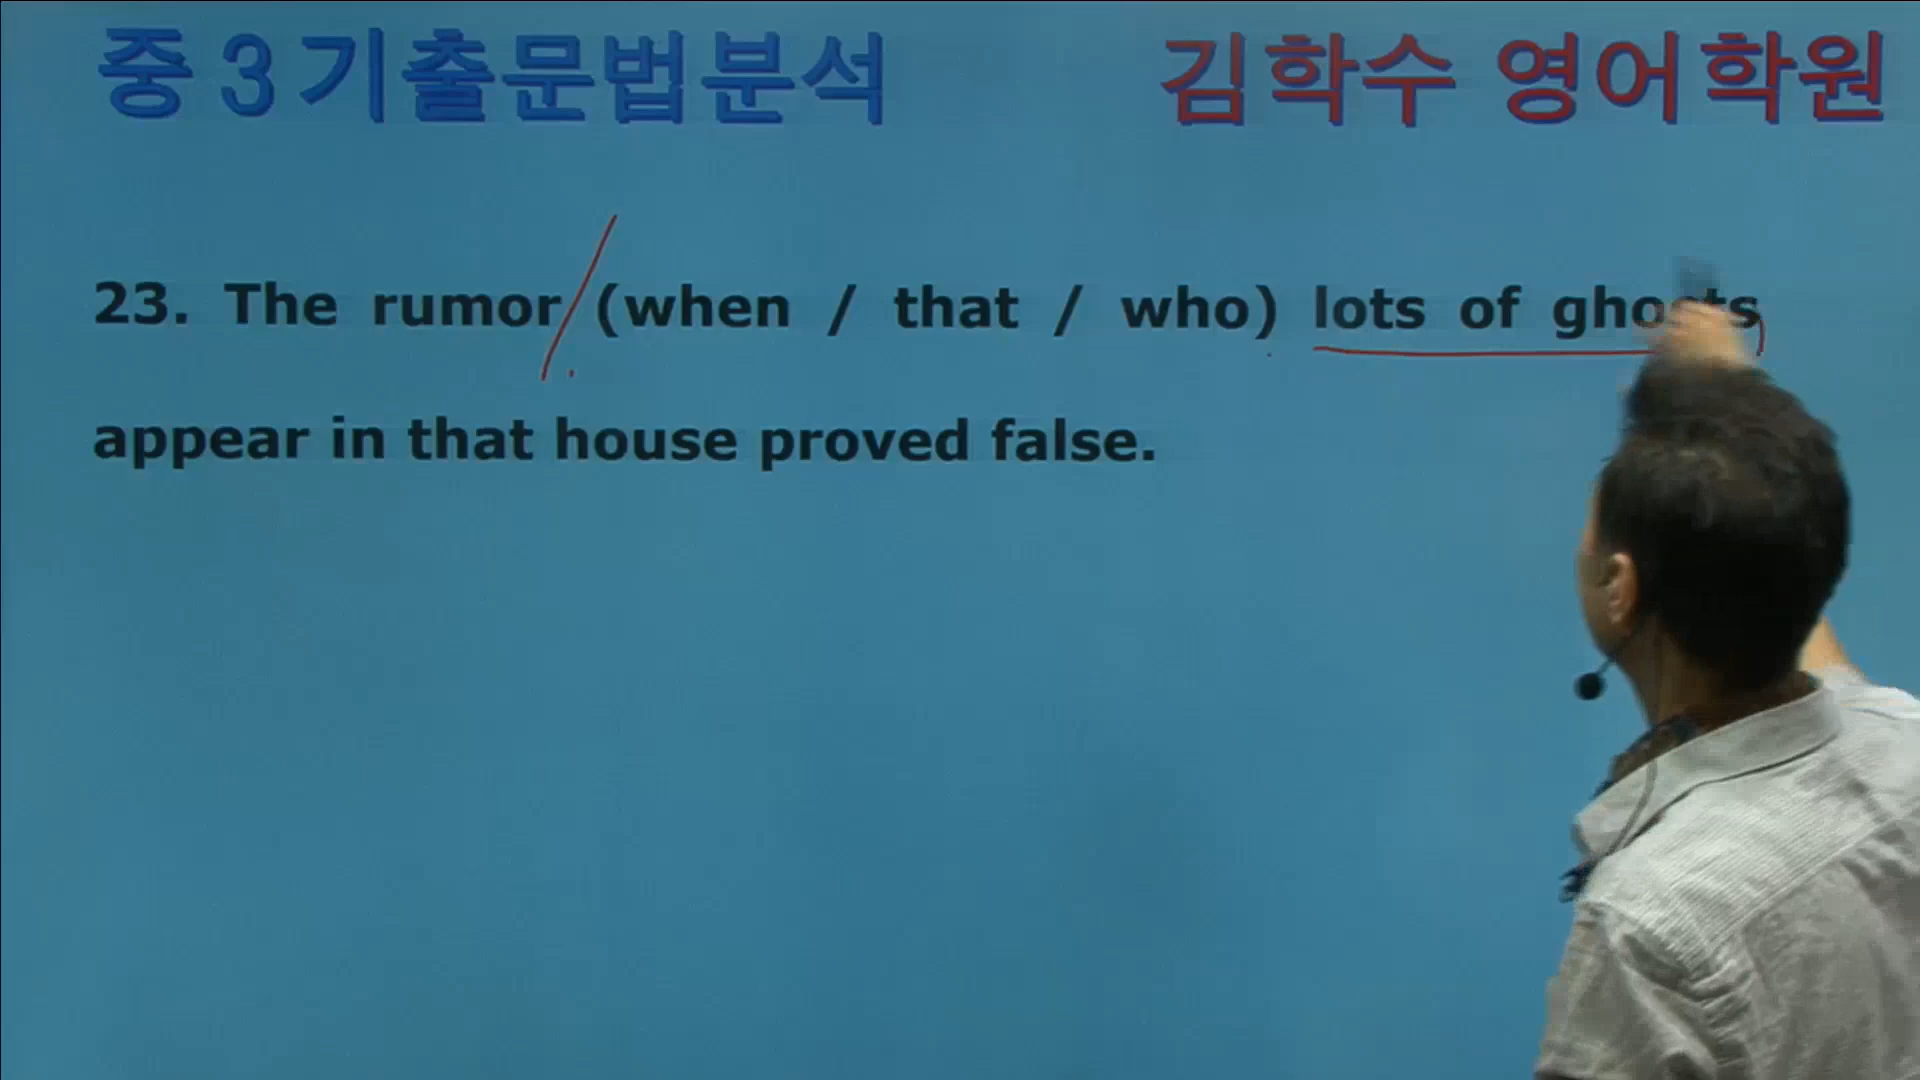 중3기출문법분석 김학수 영어학원
23. The rumor (when / that / who) lots of ghosts
appear in that house proved false.